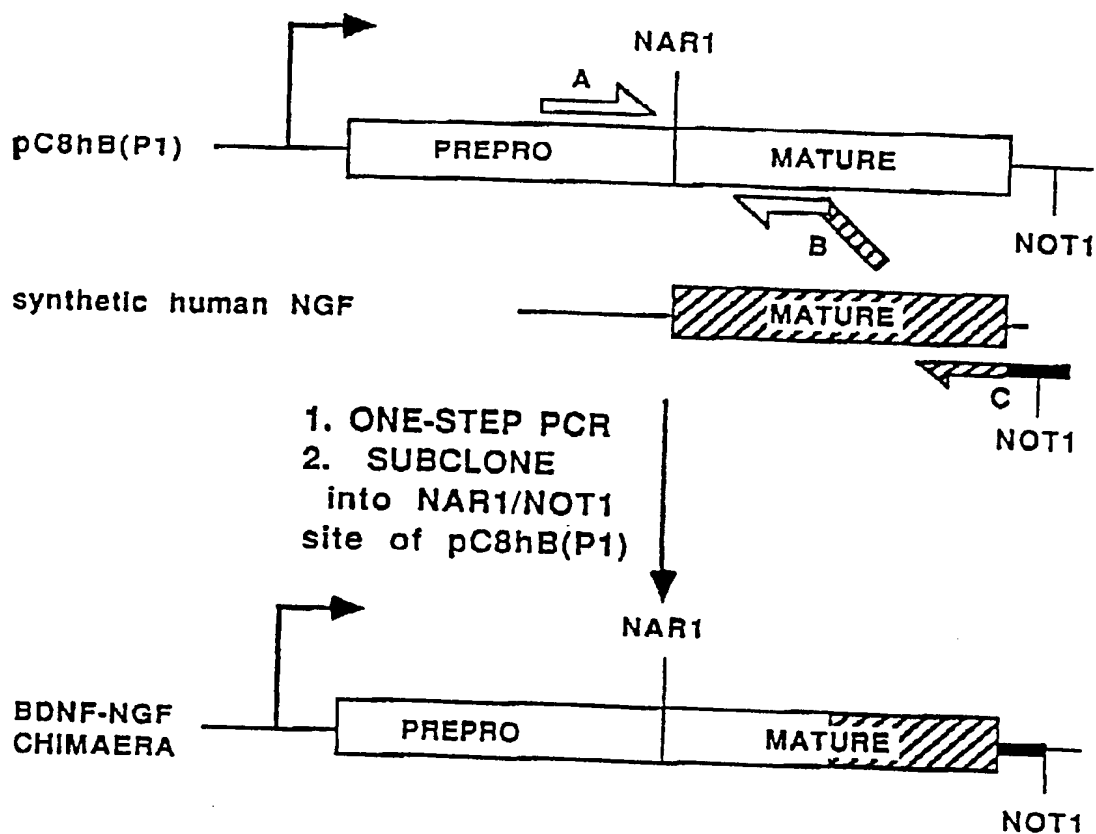 NAR1
A
pC8hB(P1)
PREPRO
MATURE
B
NOT1
synthetic human NGF
MATURE
C
NOT1
1. ONE-STEP PCR
2. SUBCLONE
into NAR1/NOT1
site of pC8hB(P1)
NAR1
BDNF-NGF
CHIMAERA
PREPRO
MATURE
NOT1